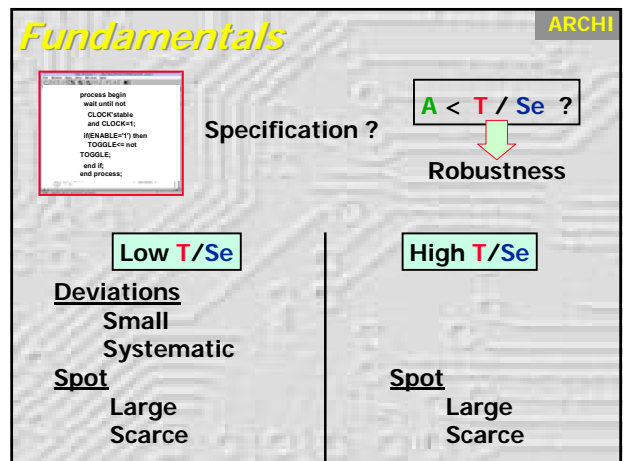 Fundamentals
ARCHI
process begin
wait until not
CLOCK'stable
and CLOCK=1;
if(ENABLE='1') then
TOGGLE<= not
TOGGLE;
end if;
end process;
Specification ?
A < T / Se ?
Robustness
Low T/Se
High T/Se
Deviations
Small
Systematic
Spot
Large
Scarce
Spot
Large
Scarce